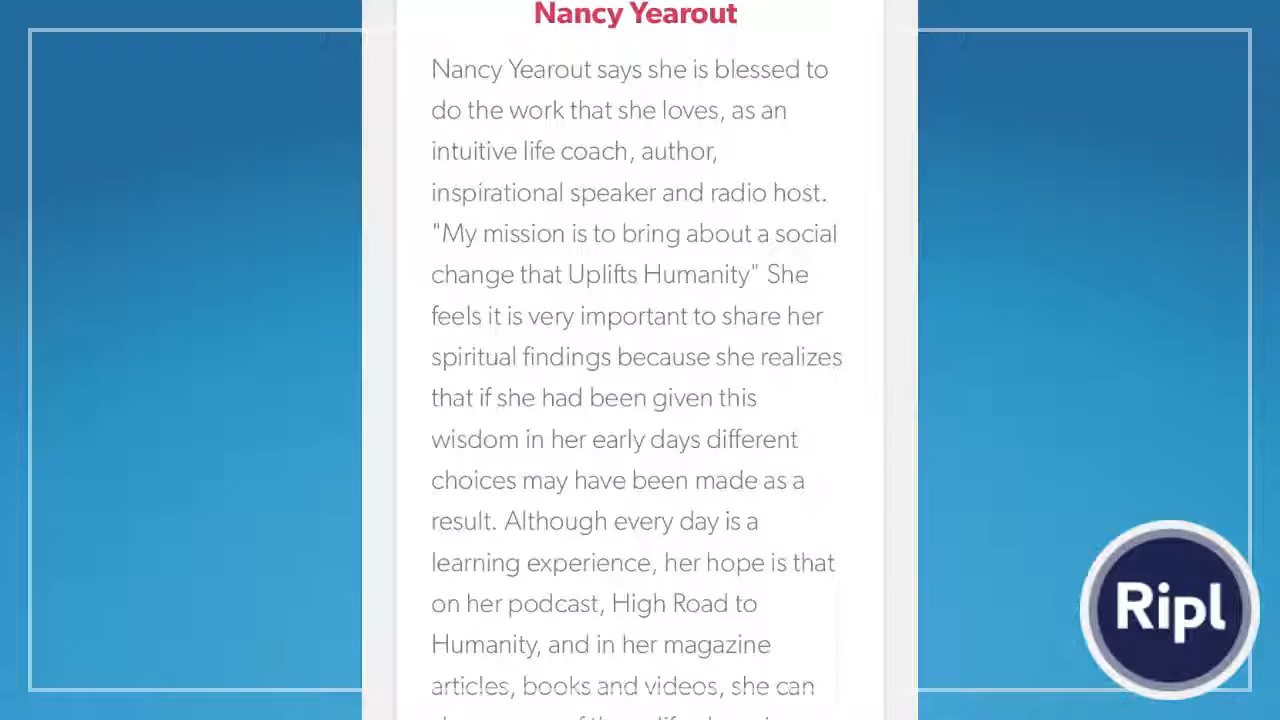 Nancy Yearout
Nancy Yearout says she is blessed to
do the work that she loves, as an
intuitive life coach, author,
inspirational speaker and radio host.
"My mission is to bring about a social
change that Uplifts Humanity" She
feels it is very important to share her
spiritual findings because she realizes
that if she had been given this
wisdom in her early days different
choices may have been made as a
result. Although every day is a
learning experience, her hope is that
on her podcast, High Road to
Humanity, and in her magazine
articles, books and videos, she can
Ripl